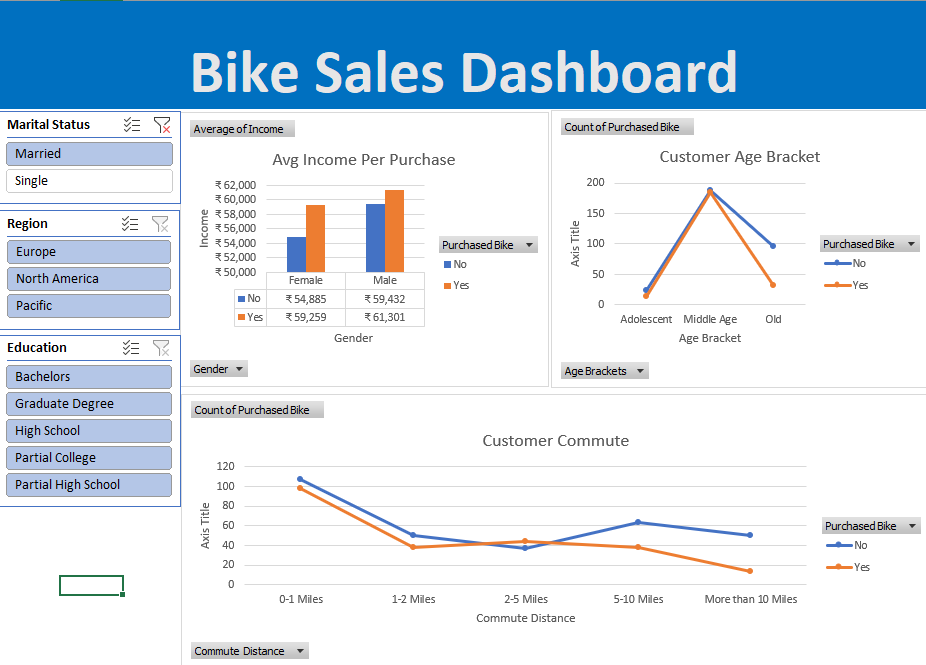 Bike Sales Dashboard
Marital Status
Married
Single
Region
Europe
North America
Pacific
Education
Bachelors
Graduate Degree
High School
Partial College
Partial High School
Average of Income
Avg Income Per Purchase
Income
₹ 62,000
₹ 60,000
₹ 58,000
₹ 56,000
₹ 54,000
₹ 52,000
₹ 50,000
Female Male
No ₹ 54,885 ₹ 59,432
Yes ₹ 59,259 ₹ 61,301
Gender
Purchased Bike
No
Yes
Gender
Count of Purchased Bike
Customer Age Bracket
Axis Title
200
150
100
50
0
Adolescent Middle Age Old
Age Bracket
Purchased Bike
No
Yes
Age Brackets
Count of Purchased Bike
Customer Commute
Axis Title
120
100
80
60
40
20
0
0-1 Miles 1-2 Miles 2-5 Miles 5-10 Miles More than 10 Miles
Commute Distance
Purchased Bike
No
Yes
Commute Distance